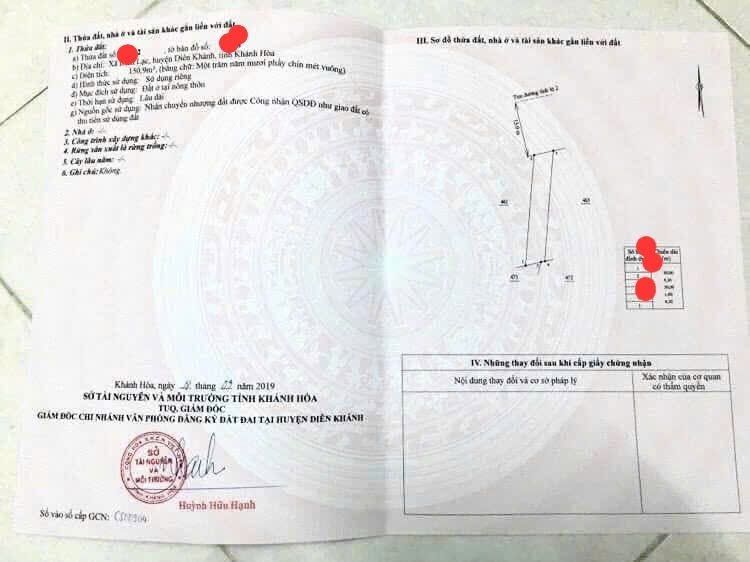 II. Thửa đất, nhà ở và tài sản khác gắn liền với đất
1. Thửa đất:
a) Thửa đất số , tờ bản đồ số:
b) Địa chỉ: Xã Lạc, huyện Diên Khánh, tỉnh Khánh Hòa
c) Diện tích: 150,9m², (bằng chữ: Một trăm năm mươi phẩy chín mét vuông)
d) Hình thức sử dụng: Sử dụng riêng
đ) Mục đích sử dụng: Đất ở tại nông thôn
e) Thời hạn sử dụng: Lâu dài
g) Nguồn gốc sử dụng: Nhận chuyển nhượng đất được Công nhận QSDĐ như giao đất có
thu tiền sử dụng đất
2. Nhà ở: -/-
3. Công trình xây dựng khác: -/-
4. Rừng sản xuất là rừng trồng: -/-
5. Cây lâu năm: -/-
6. Ghi chú: Không.
Khánh Hòa, ngày tháng 2019
SỞ TÀI NGUYÊN VÀ MÔI TRƯỜNG TỈNH KHÁNH HÒA
TUQ. GIÁM ĐỐC
GIÁM ĐỐC CHI NHÁNH VĂN PHÒNG ĐĂNG KÝ ĐẤT ĐAI TẠI HUYỆN DIÊN KHÁNH
SỞ
TÀI NGUYÊN
VÀ
MÔI TRƯỜNG
Huỳnh Hữu Hạnh
Số vào sổ cấp GCN:
III. Sơ đồ thửa đất, nhà ở và tài sản khác gắn liền với đất
Trục đường tỉnh lộ 2
IV. Những thay đổi sau khi cấp giấy chứng nhận
Nội dung thay đổi và cơ sở pháp lý
Xác nhận của cơ quan
có thẩm quyền